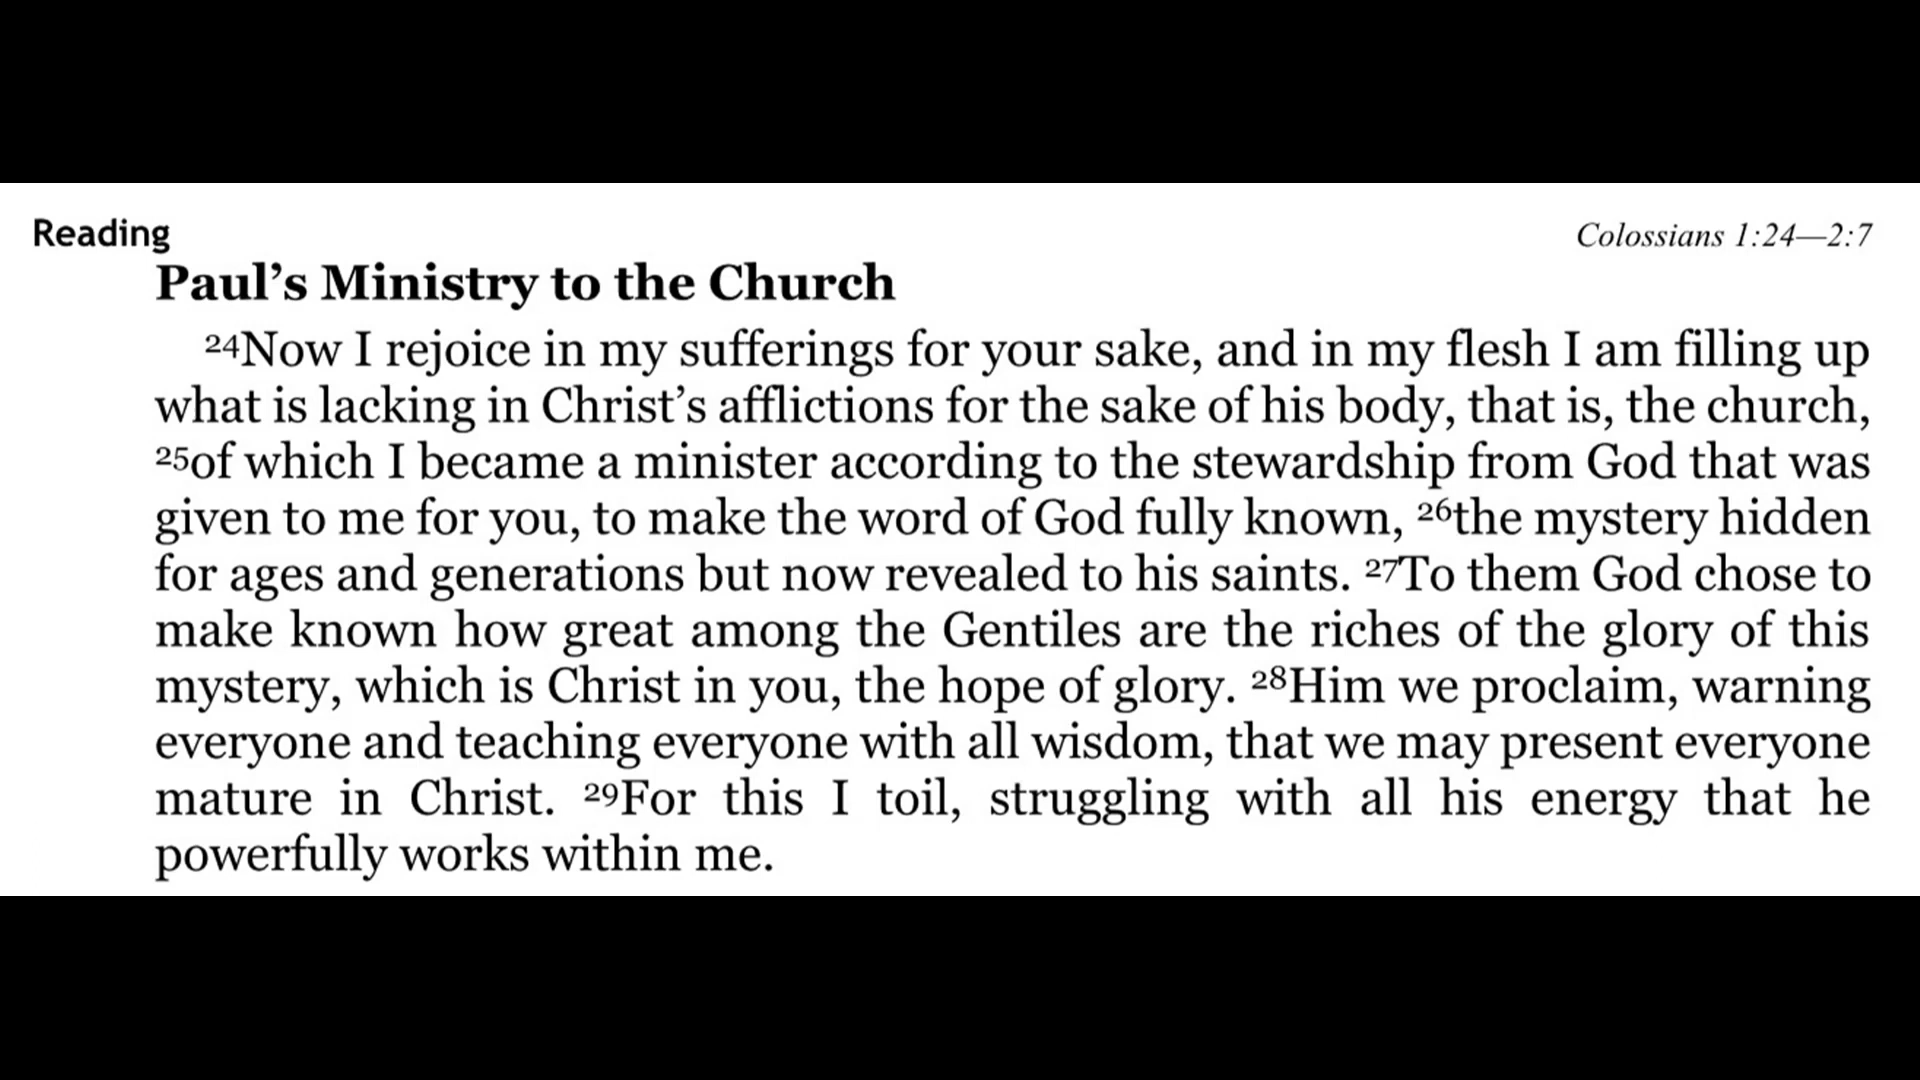 Reading
Colossians 1:24—2:7
Paul’s Ministry to the Church
²⁴Now I rejoice in my sufferings for your sake, and in my flesh I am filling up
what is lacking in Christ’s afflictions for the sake of his body, that is, the church,
²⁵of which I became a minister according to the stewardship from God that was
given to me for you, to make the word of God fully known, ²⁶the mystery hidden
for ages and generations but now revealed to his saints. ²⁷To them God chose to
make known how great among the Gentiles are the riches of the glory of this
mystery, which is Christ in you, the hope of glory. ²⁸Him we proclaim, warning
everyone and teaching everyone with all wisdom, that we may present everyone
mature in Christ. ²⁹For this I toil, struggling with all his energy that he
powerfully works within me.